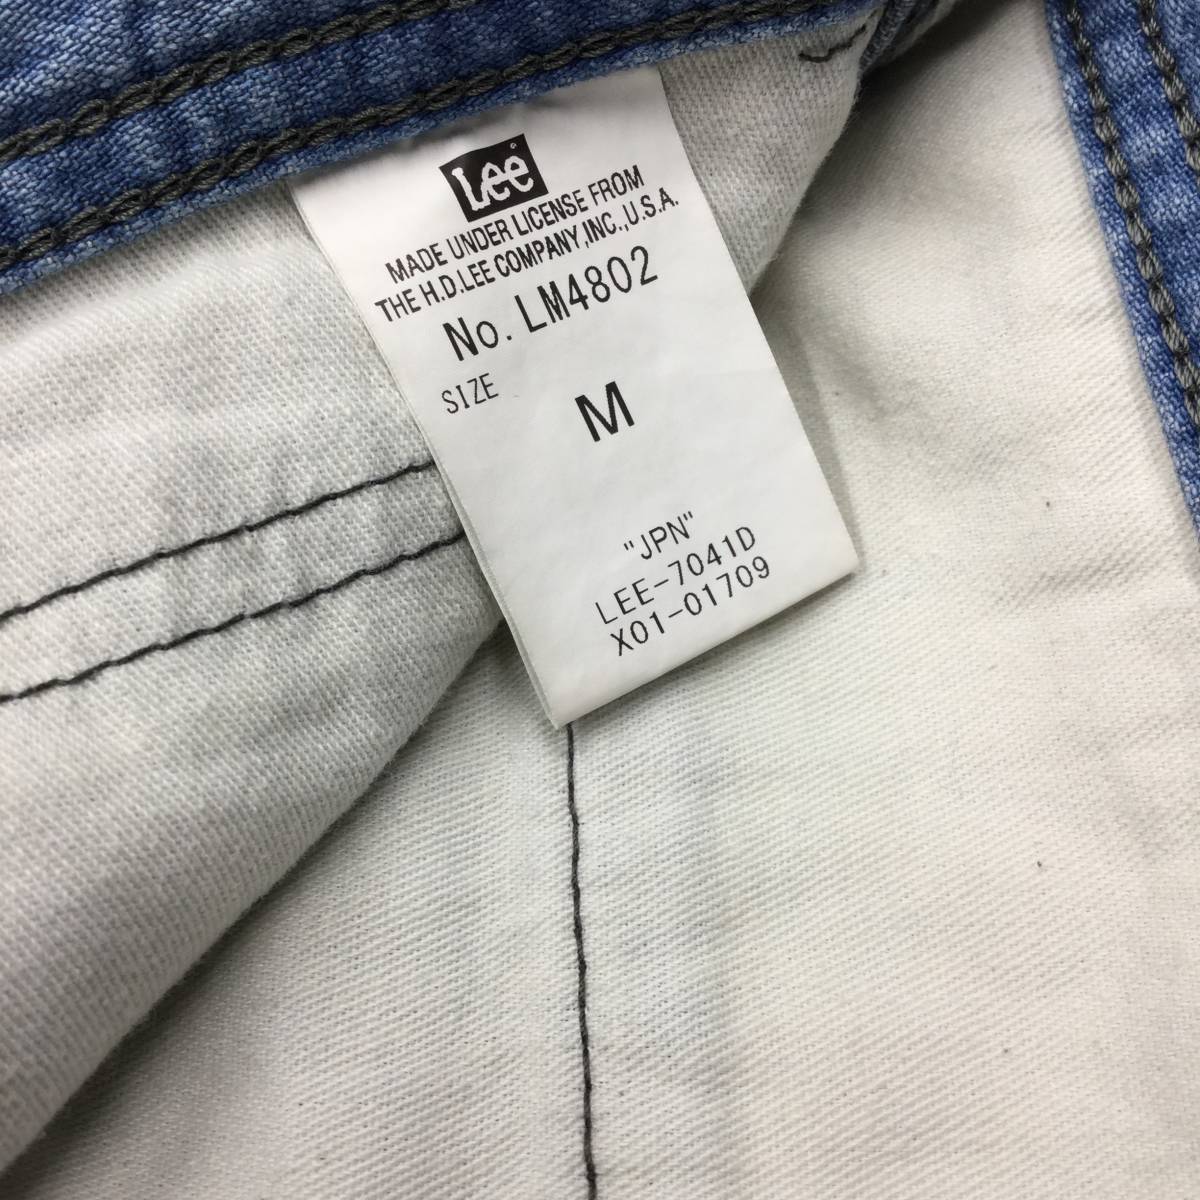 Lee
MADE UNDER LICENSE FROM
THE H.D.LEE COMPANY,INC.,U.S.A.
No. LM4802
SIZE
M
"JPN"
LEE-7041D
X01-01709